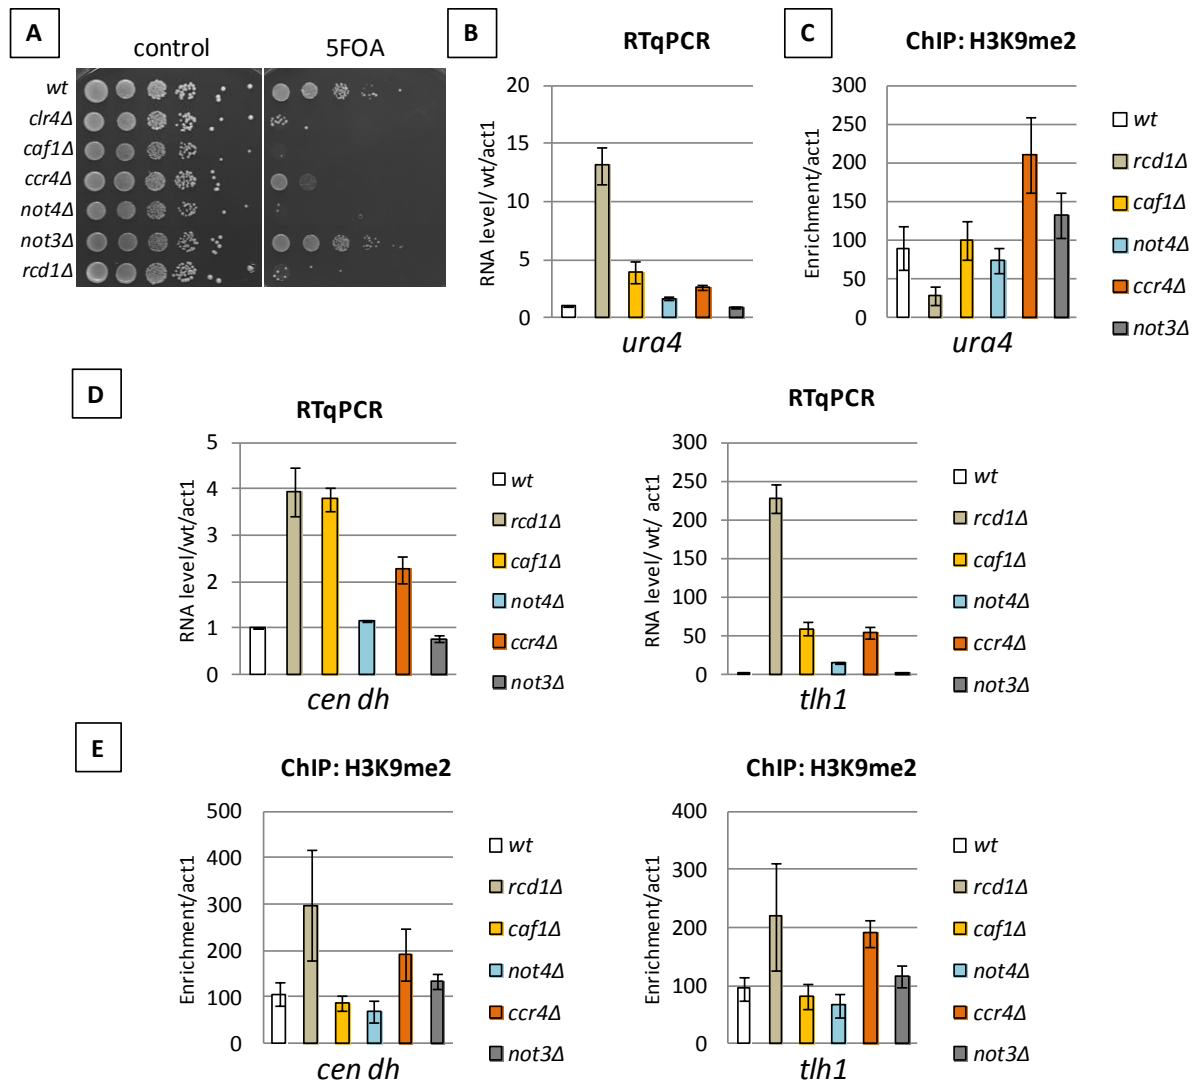 A
control
5FOA
wt
clr4Δ
caf1Δ
ccr4Δ
not4Δ
not3Δ
rcd1Δ
B
RTqPCR
RNA level/ wt/act1
20
15
10
5
0
ura4
C
ChIP: H3K9me2
Enrichment/act1
300
250
200
150
100
50
0
ura4
wt
rcd1Δ
caf1Δ
not4Δ
ccr4Δ
not3Δ
D
RTqPCR
RNA level/wt/act1
5
4
3
2
1
0
cen dh
wt
rcd1Δ
caf1Δ
not4Δ
ccr4Δ
not3Δ
RTqPCR
RNA level/wt/ act1
300
250
200
150
100
50
0
tlh1
wt
rcd1Δ
caf1Δ
not4Δ
ccr4Δ
not3Δ
E
ChIP: H3K9me2
Enrichment/act1
500
400
300
200
100
0
cen dh
wt
rcd1Δ
caf1Δ
not4Δ
ccr4Δ
not3Δ
ChIP: H3K9me2
Enrichment/act1
400
300
200
100
0
tlh1
wt
rcd1Δ
caf1Δ
not4Δ
ccr4Δ
not3Δ